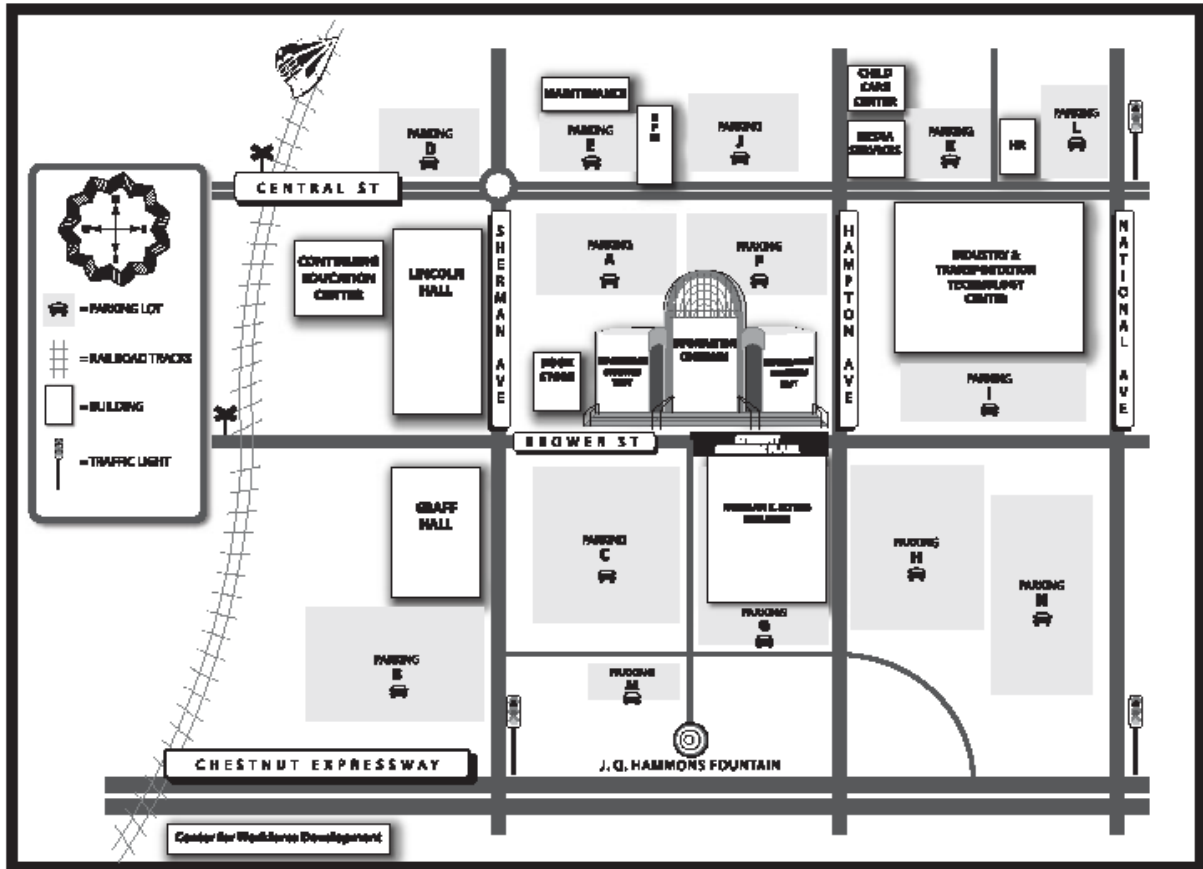 MAINTENANCE
CHILD
CARE
CENTER
PARKING
D
PARKING
E
PARKING
J
SERVICES
PARKING
K
HR
PARKING
L
CENTRAL ST
CONTINUING
EDUCATION
CENTER
LINCOLN
HALL
SHERMAN AVE
PARKING
A
PARKING
F
HAMPTON AVE
INDUSTRY &
TRANSPORTATION
TECHNOLOGY
CENTER
NATIONAL AVE
= PARKING LOT
= RAILROAD TRACKS
= BUILDING
= TRAFFIC LIGHT
BOOK
STORE
INFORMATION
COMMONS
PARKING
I
BROWER ST
GRAFF
HALL
PARKING
C
PARKING
H
PARKING
N
PARKING
G
PARKING
B
PARKING
M
CHESTNUT EXPRESSWAY
J. Q. HAMMONS FOUNTAIN
Center for Workforce Development